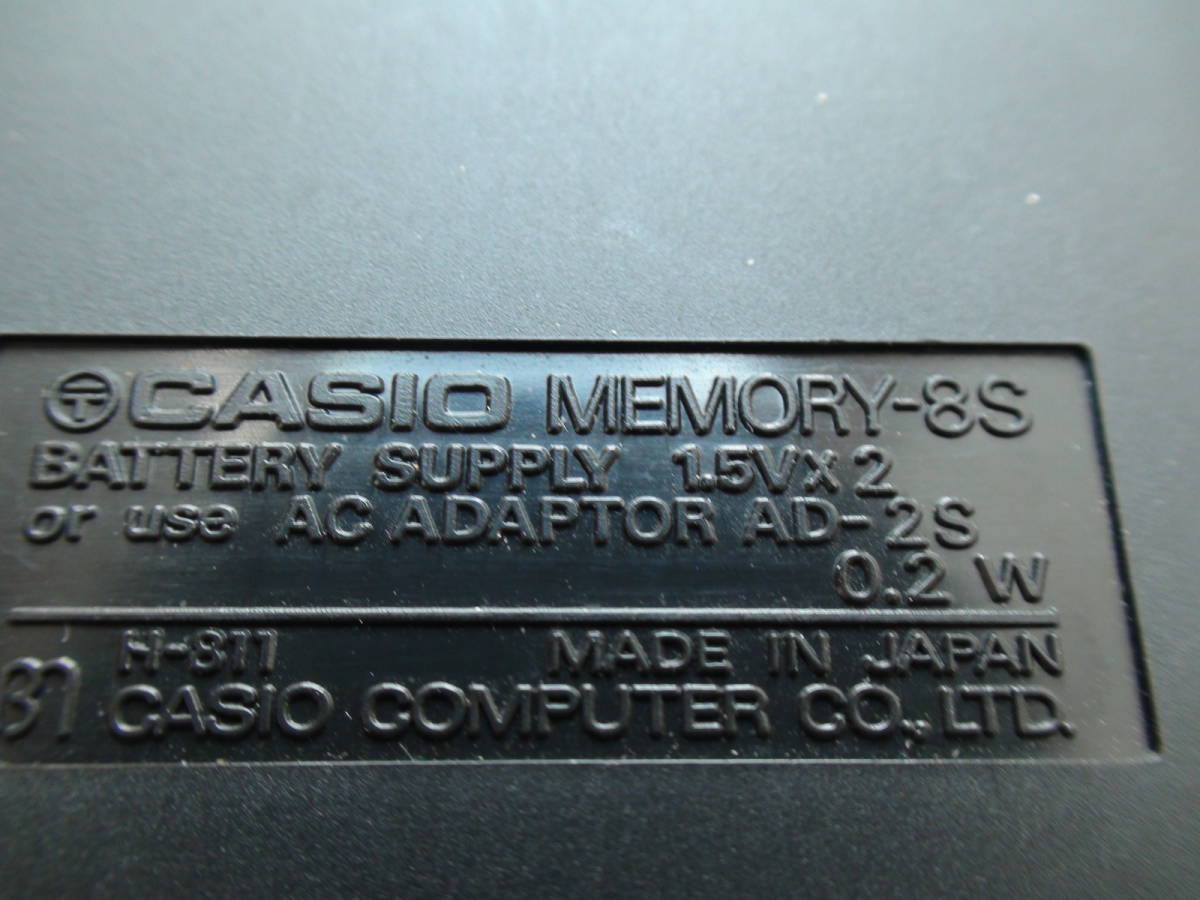 CASIO MEMORY-8S
BATTERY SUPPLY 1.5V×2
or use AC ADAPTOR AD-2S
0.2 W
H-811 MADE IN JAPAN
CASIO COMPUTER CO., LTD.